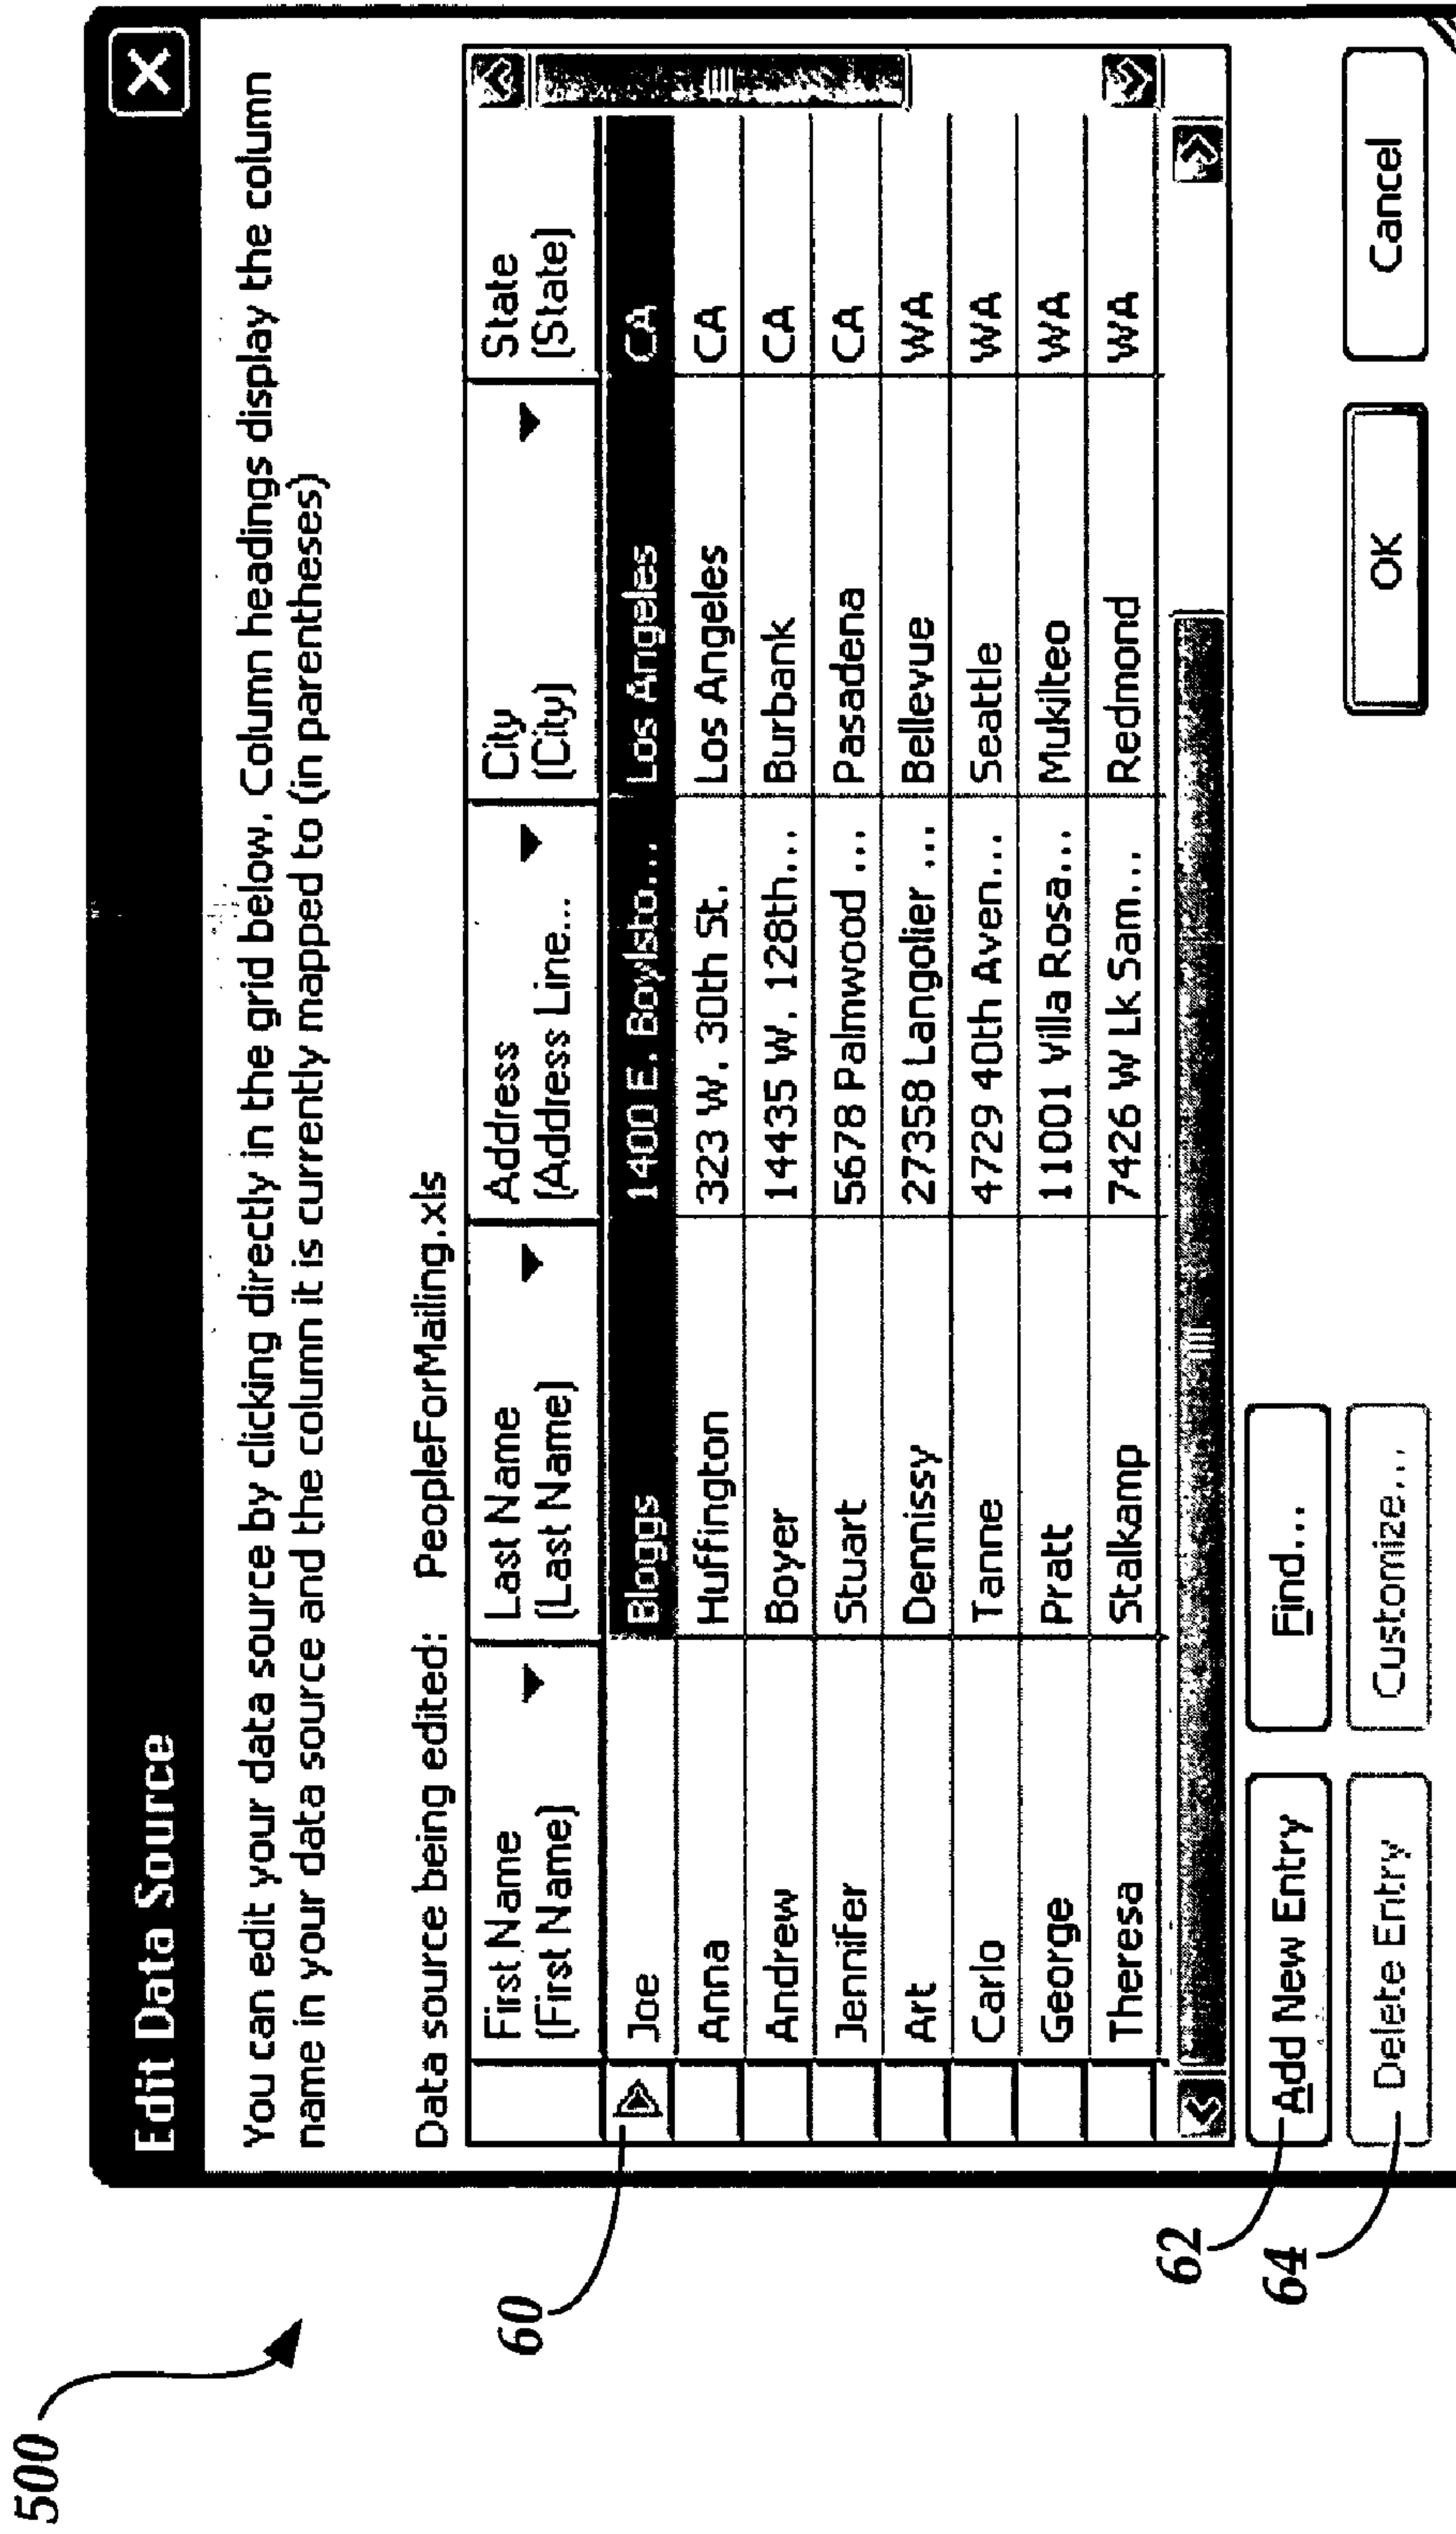 500
Edit Data Source
You can edit your data source by clicking directly in the grid below. Column headings display the column
name in your data source and the column it is currently mapped to (in parentheses)
Data source being edited: PeopleForMailing.xls
First Name Last Name Address City State
(First Name) (Last Name) (Address Line... (City) (State)
60
Joe Bloggs 1400 E. Boylsto... Los Angeles CA
Anna Huffington 323 W. 30th St. Los Angeles CA
Andrew Boyer 14435 W. 128th... Burbank CA
Jennifer Stuart 5678 Palmwood ... Pasadena CA
Art Dennissy 27358 Langolier ... Bellevue WA
Carlo Tanne 4729 40th Aven... Seattle WA
George Pratt 11001 Villa Rosa... Mukilteo WA
Theresa Stalkamp 7426 W Lk Sam... Redmond WA
62
Add New Entry Find...
64
Delete Entry Customize... OK Cancel